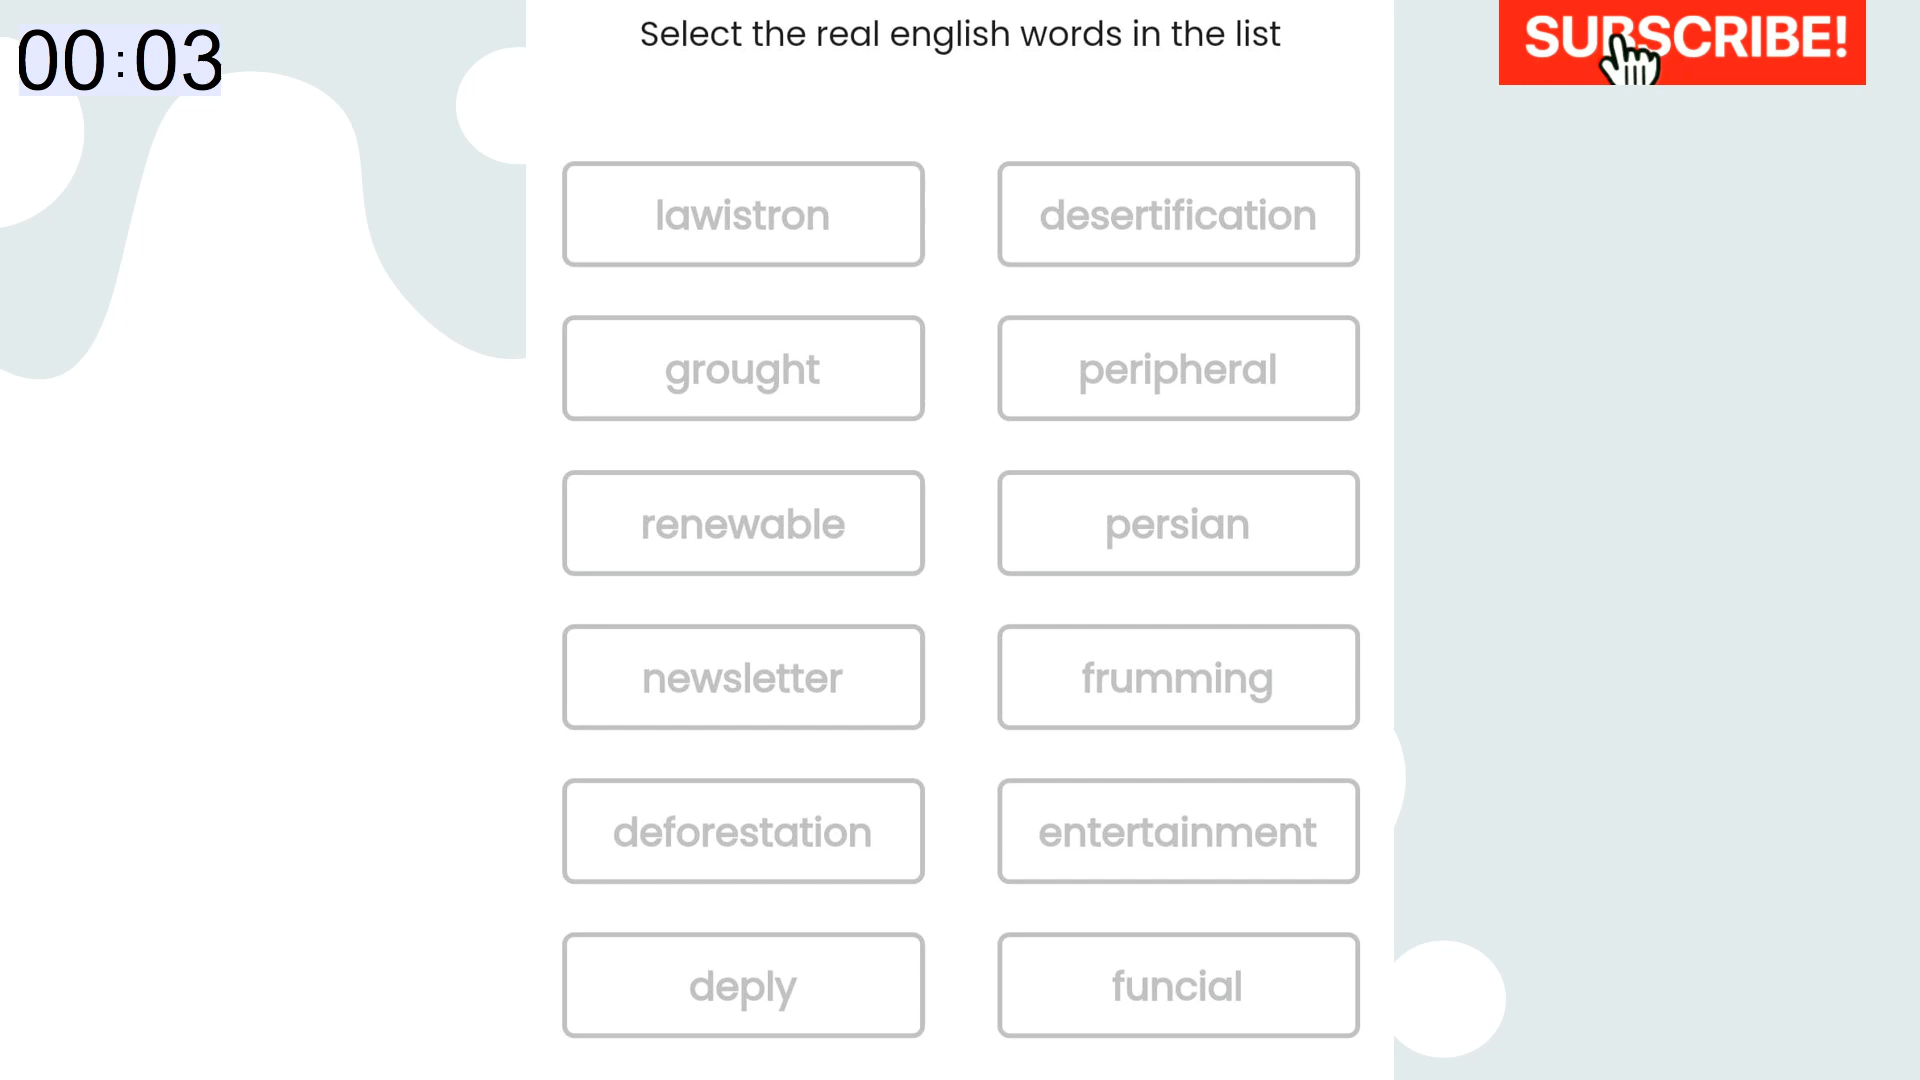 00:03
Select the real english words in the list
SUBSCRIBE!
lawistron
desertification
grought
peripheral
renewable
persian
newsletter
frumming
deforestation
entertainment
deply
funcial